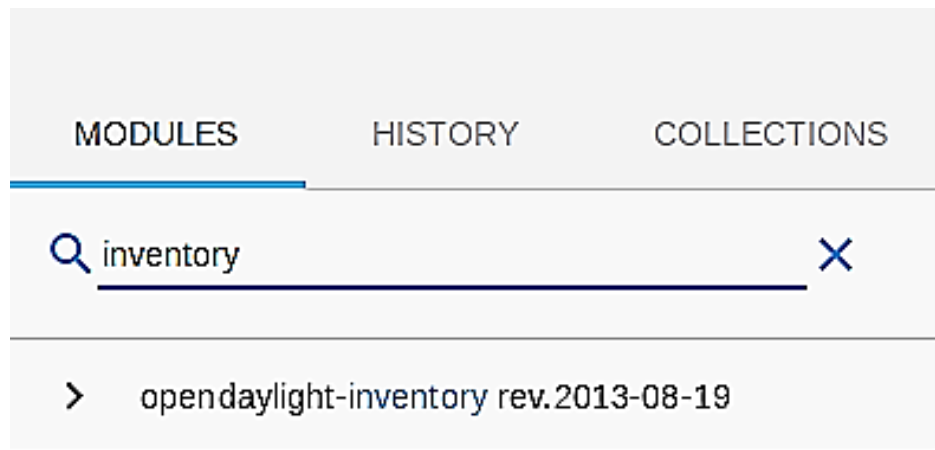 MODULES HISTORY COLLECTIONS
inventory
opendaylight-inventory rev.2013-08-19